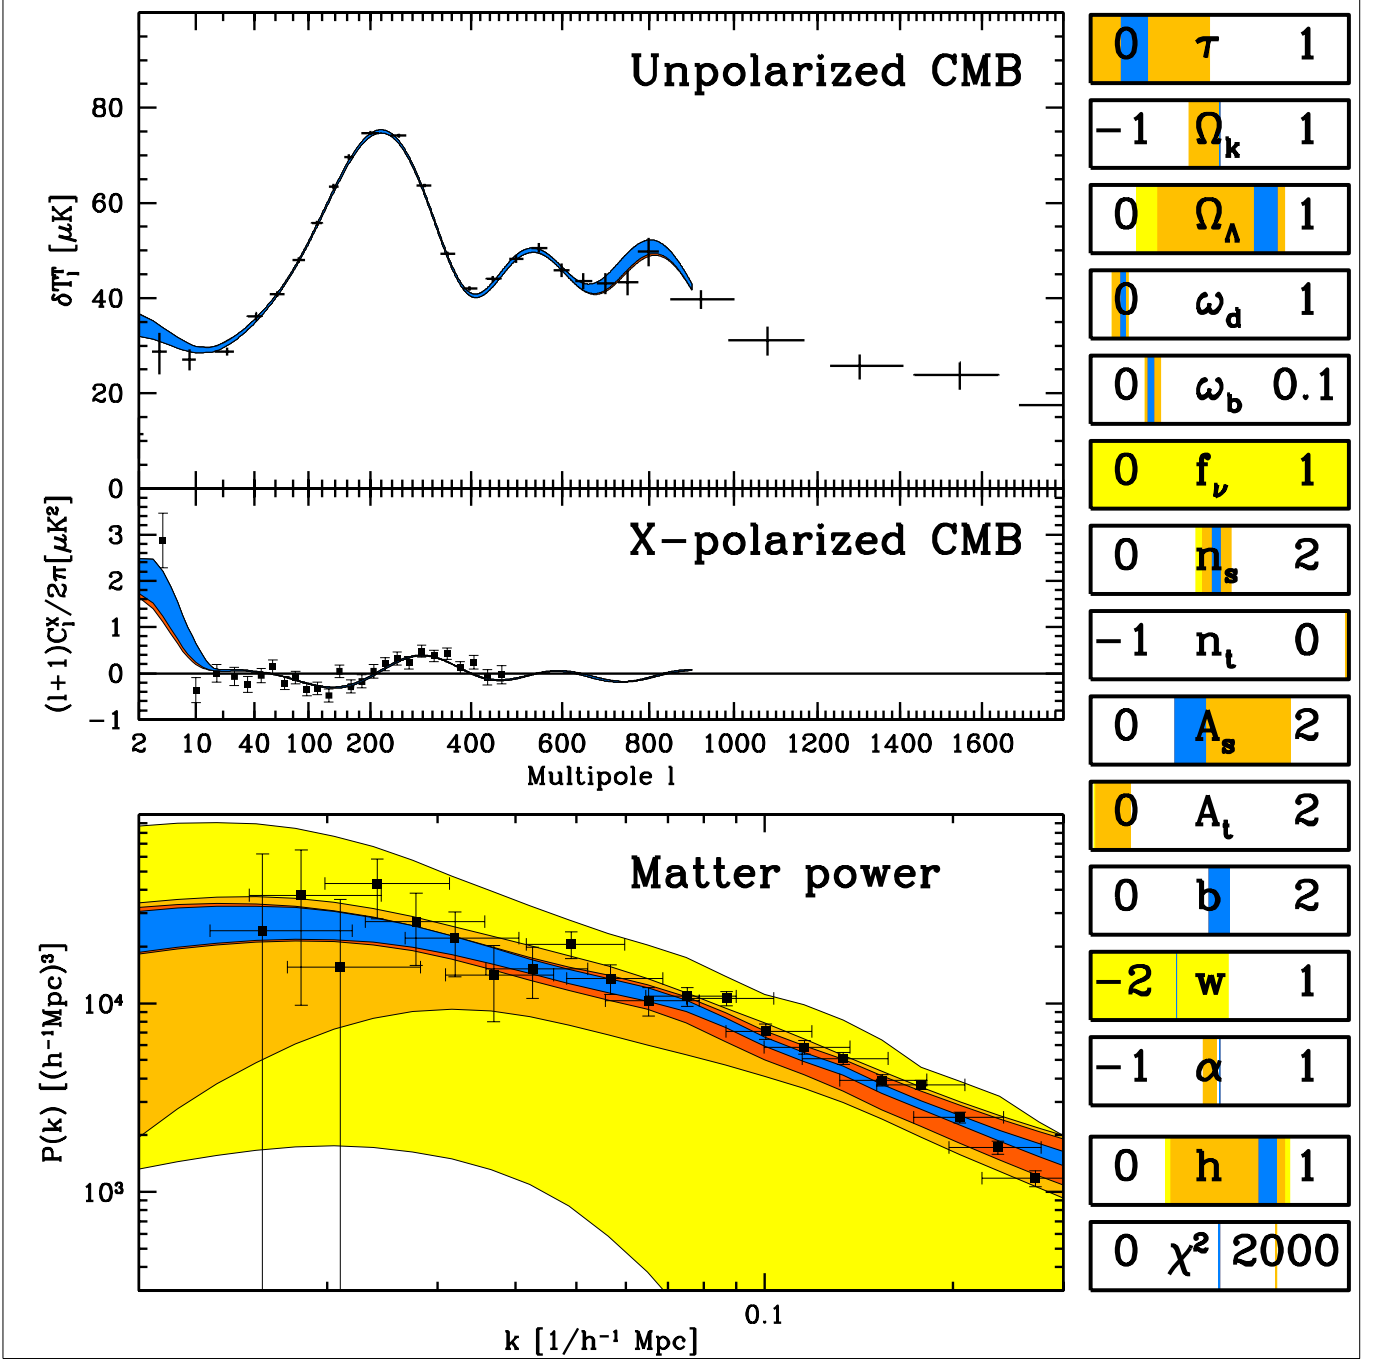 Unpolarized CMB
80
60
40
20
0
δT_l^TT [μK]
X-polarized CMB
3
2
1
0
-1
(l+1)C_l^X/2π[μK²]
2 10 40 100 200 400 600 800 1000 1200 1400 1600
Multipole l
Matter power
10⁴
10³
P(k) [(h⁻¹Mpc)³]
0.1
k [1/h⁻¹ Mpc]
0 τ 1
-1 Ω_k 1
0 Ω_Λ 1
0 ω_d 1
0 ω_b 0.1
0 f_ν 1
0 n_s 2
-1 n_t 0
0 A_s 2
0 A_t 2
0 b 2
-2 w 1
-1 α 1
0 h 1
0 χ² 2000